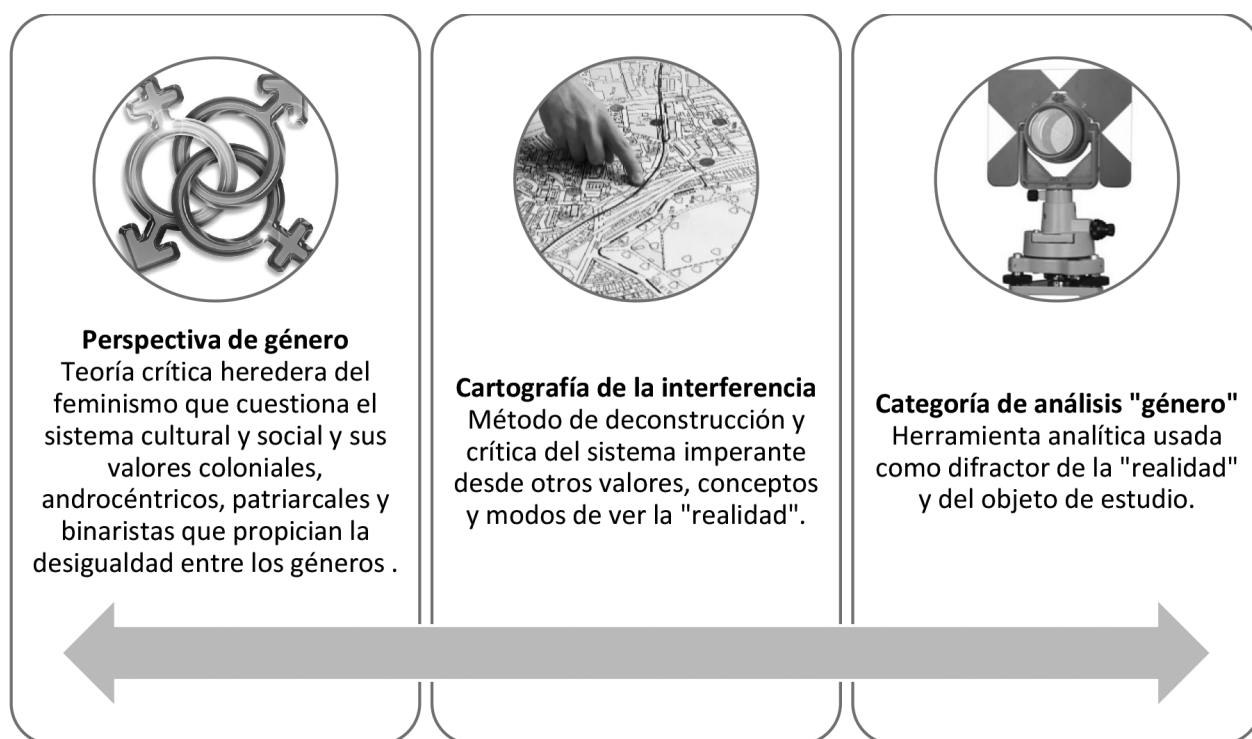 Perspectiva de género
Teoría crítica heredera del
feminismo que cuestiona el
sistema cultural y social y sus
valores coloniales,
androcéntricos, patriarcales y
binaristas que propician la
desigualdad entre los géneros .
Cartografía de la interferencia
Método de deconstrucción y
crítica del sistema imperante
desde otros valores, conceptos
y modos de ver la "realidad".
Categoría de análisis "género"
Herramienta analítica usada
como difractor de la "realidad"
y del objeto de estudio.